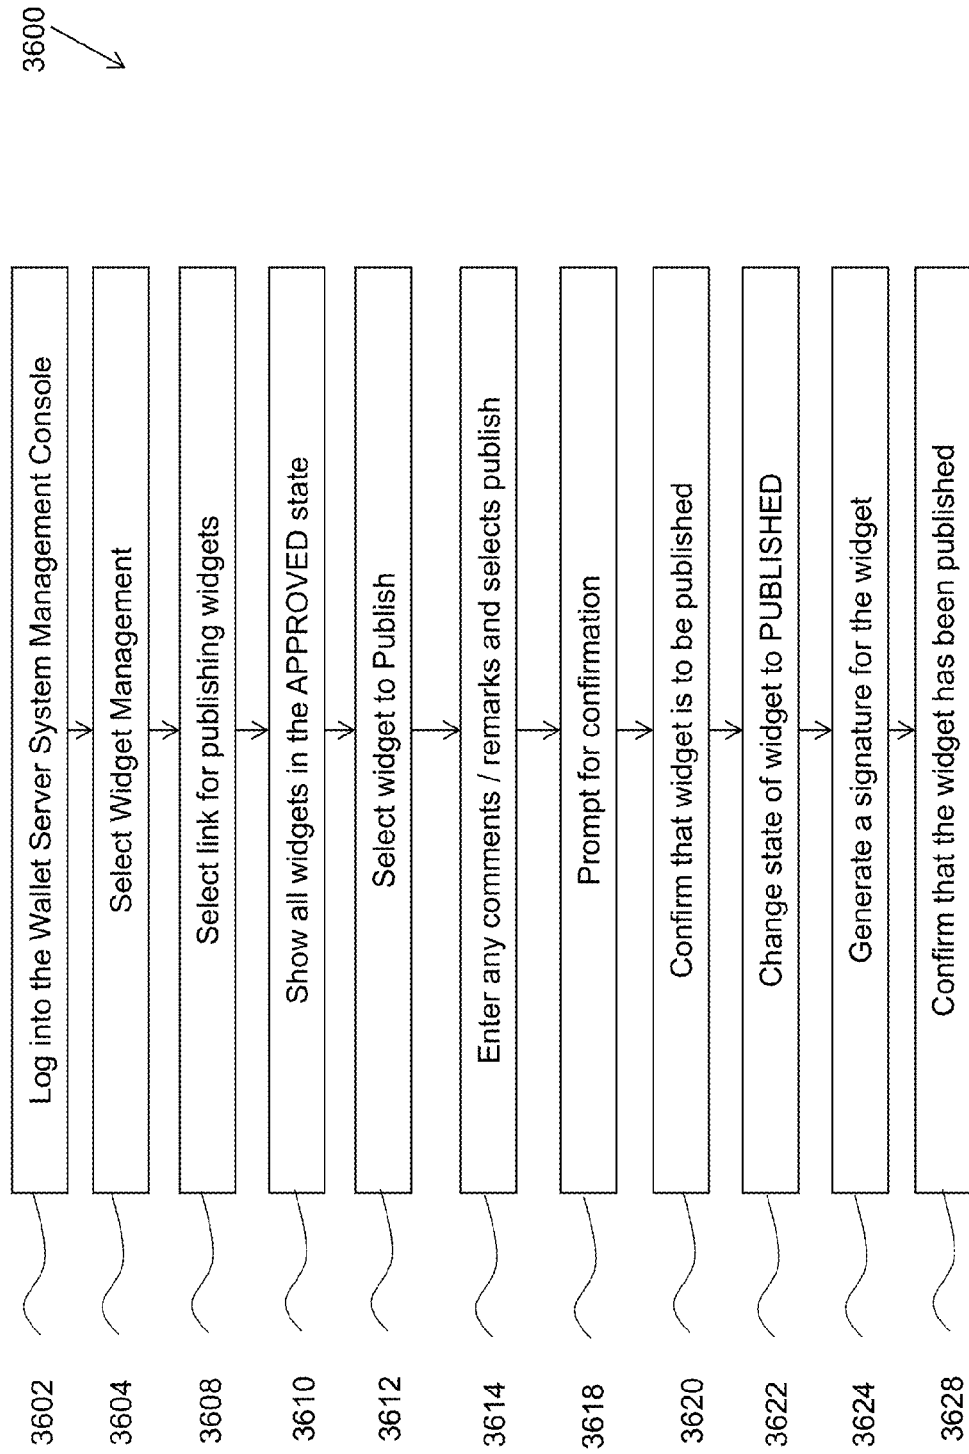 3600
3602
Log into the Wallet Server System Management Console
3604
Select Widget Management
3608
Select link for publishing widgets
3610
Show all widgets in the APPROVED state
3612
Select widget to Publish
3614
Enter any comments / remarks and selects publish
3618
Prompt for confirmation
3620
Confirm that widget is to be published
3622
Change state of widget to PUBLISHED
3624
Generate a signature for the widget
3628
Confirm that the widget has been published